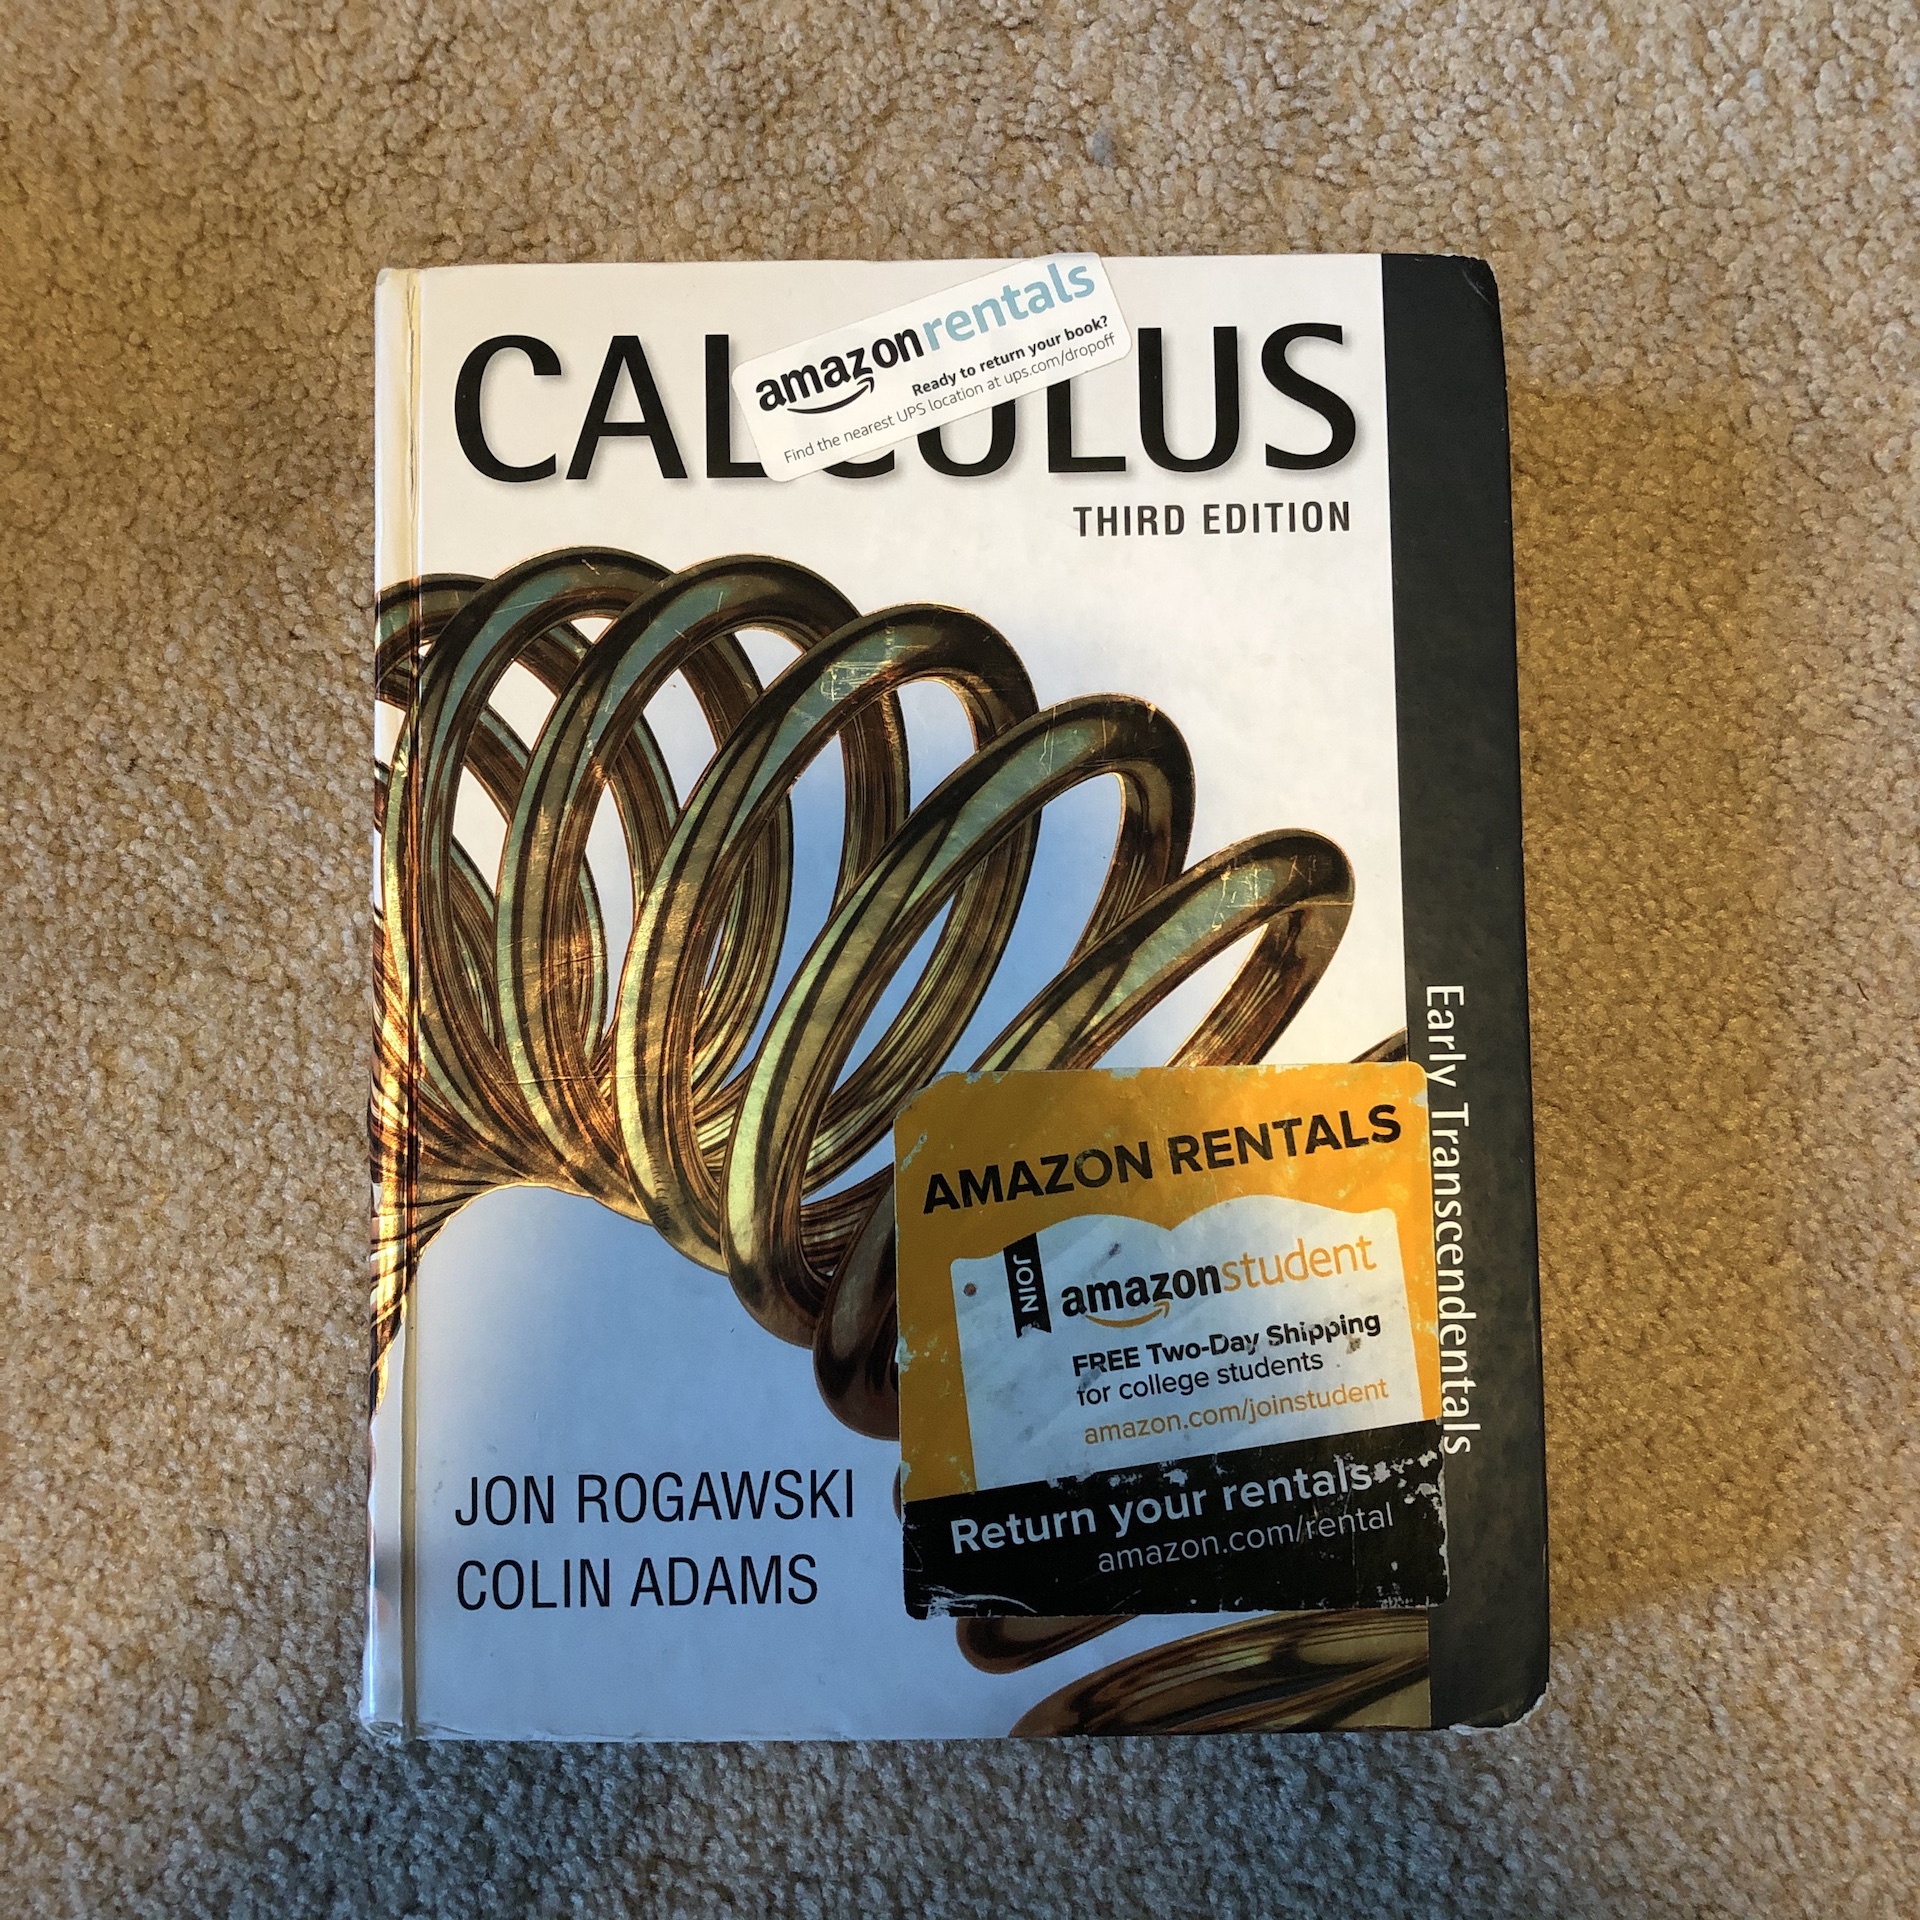 CALCULUS
amazonrentals
Ready to return your book?
Find the nearest UPS location at ups.com/dropoff
THIRD EDITION
Early Transcendentals
AMAZON RENTALS
JOIN
amazonstudent
FREE Two-Day Shipping
for college students
amazon.com/joinstudent
Return your rentals
amazon.com/rental
JON ROGAWSKI
COLIN ADAMS